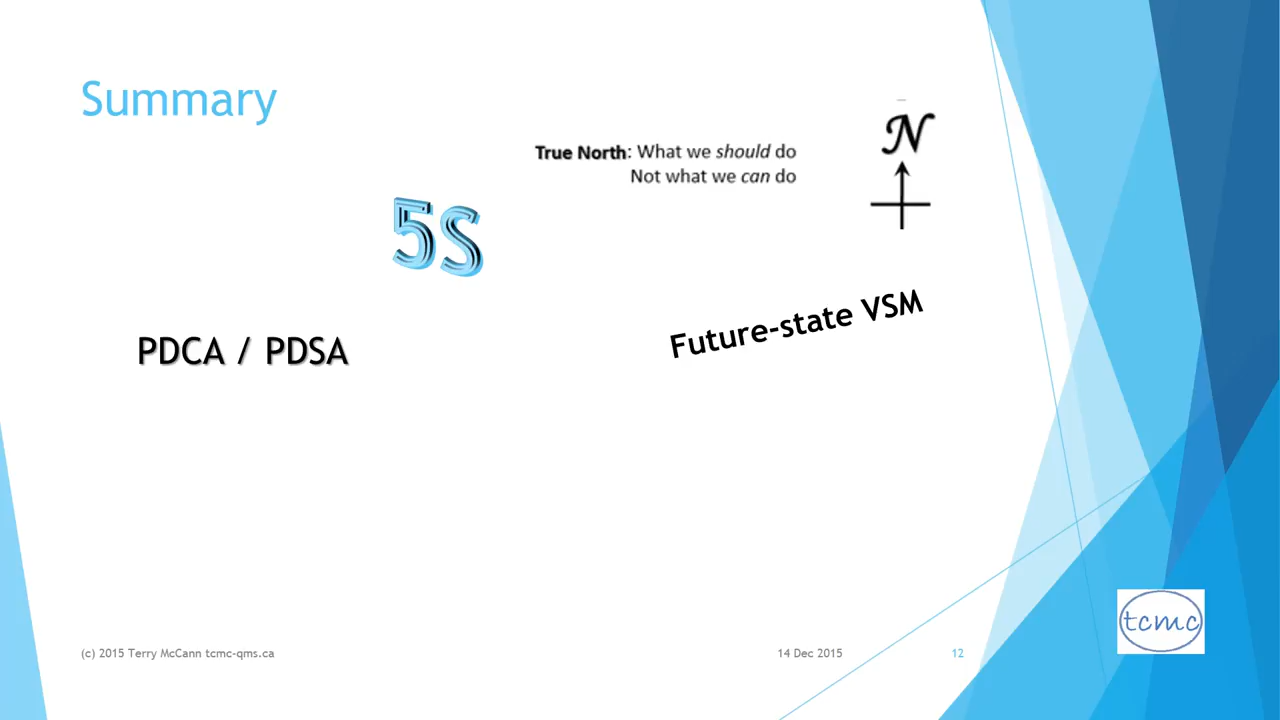 Summary
True North: What we should do
Not what we can do
N
5S
Future-state VSM
PDCA / PDSA
tcmc
(c) 2015 Terry McCann tcmc-qms.ca
14 Dec 2015
12